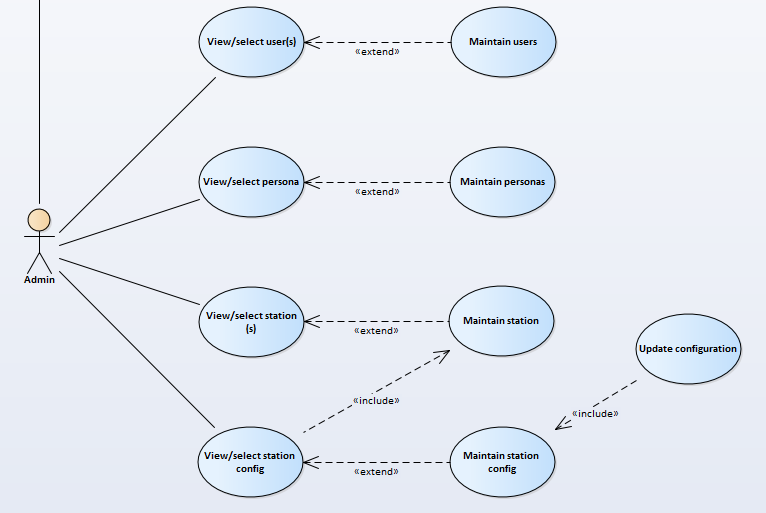 View/select user(s)
Maintain users
«extend»
View/select persona
Maintain personas
«extend»
Admin
View/select station
(s)
Maintain station
«extend»
Update configuration
«include»
«include»
View/select station
config
Maintain station
config
«extend»